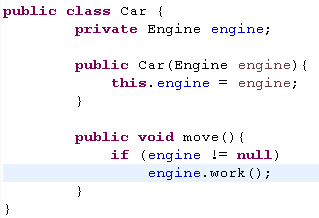 public class Car {
private Engine engine;
public Car(Engine engine){
this.engine = engine;
}
public void move(){
if (engine != null)
engine.work();
}
}